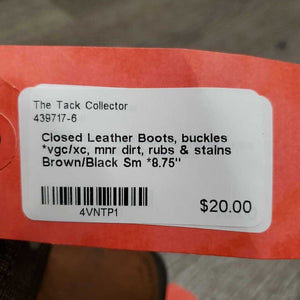 The Tack Collector
439717-6
Closed Leather Boots, buckles
*vgc/xc, mnr dirt, rubs & stains
Brown/Black Sm *8.75"
4VNTP1
$20.00